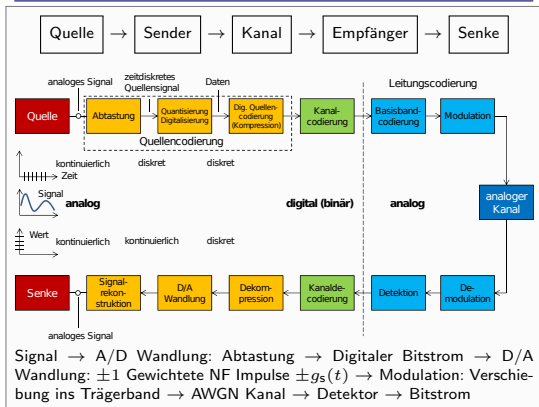 Quelle → Sender → Kanal → Empfänger → Senke
analoges Signal
zeitdiskretes
Quellensignal
Daten
Leitungscodierung
Quelle
Abtastung
Quantisierung
Digitalisierung
Dig. Quellen-
codierung
(Kompression)
Kanal-
codierung
Basisband-
codierung
Modulation
Quellencodierung
kontinuierlich diskret diskret
Zeit
Signal
analog digital (binär) analog
analoger
Kanal
Wert
kontinuierlich kontinuierlich diskret
Senke
Signal-
rekon-
struktion
D/A
Wandlung
Dekom-
pression
Kanalde-
codierung
Detektion
De-
modulation
analoges Signal
Signal → A/D Wandlung: Abtastung → Digitaler Bitstrom → D/A
Wandlung: ±1 Gewichtete NF Impulse ±gₛ(t) → Modulation: Verschie-
bung ins Trägerband → AWGN Kanal → Detektor → Bitstrom